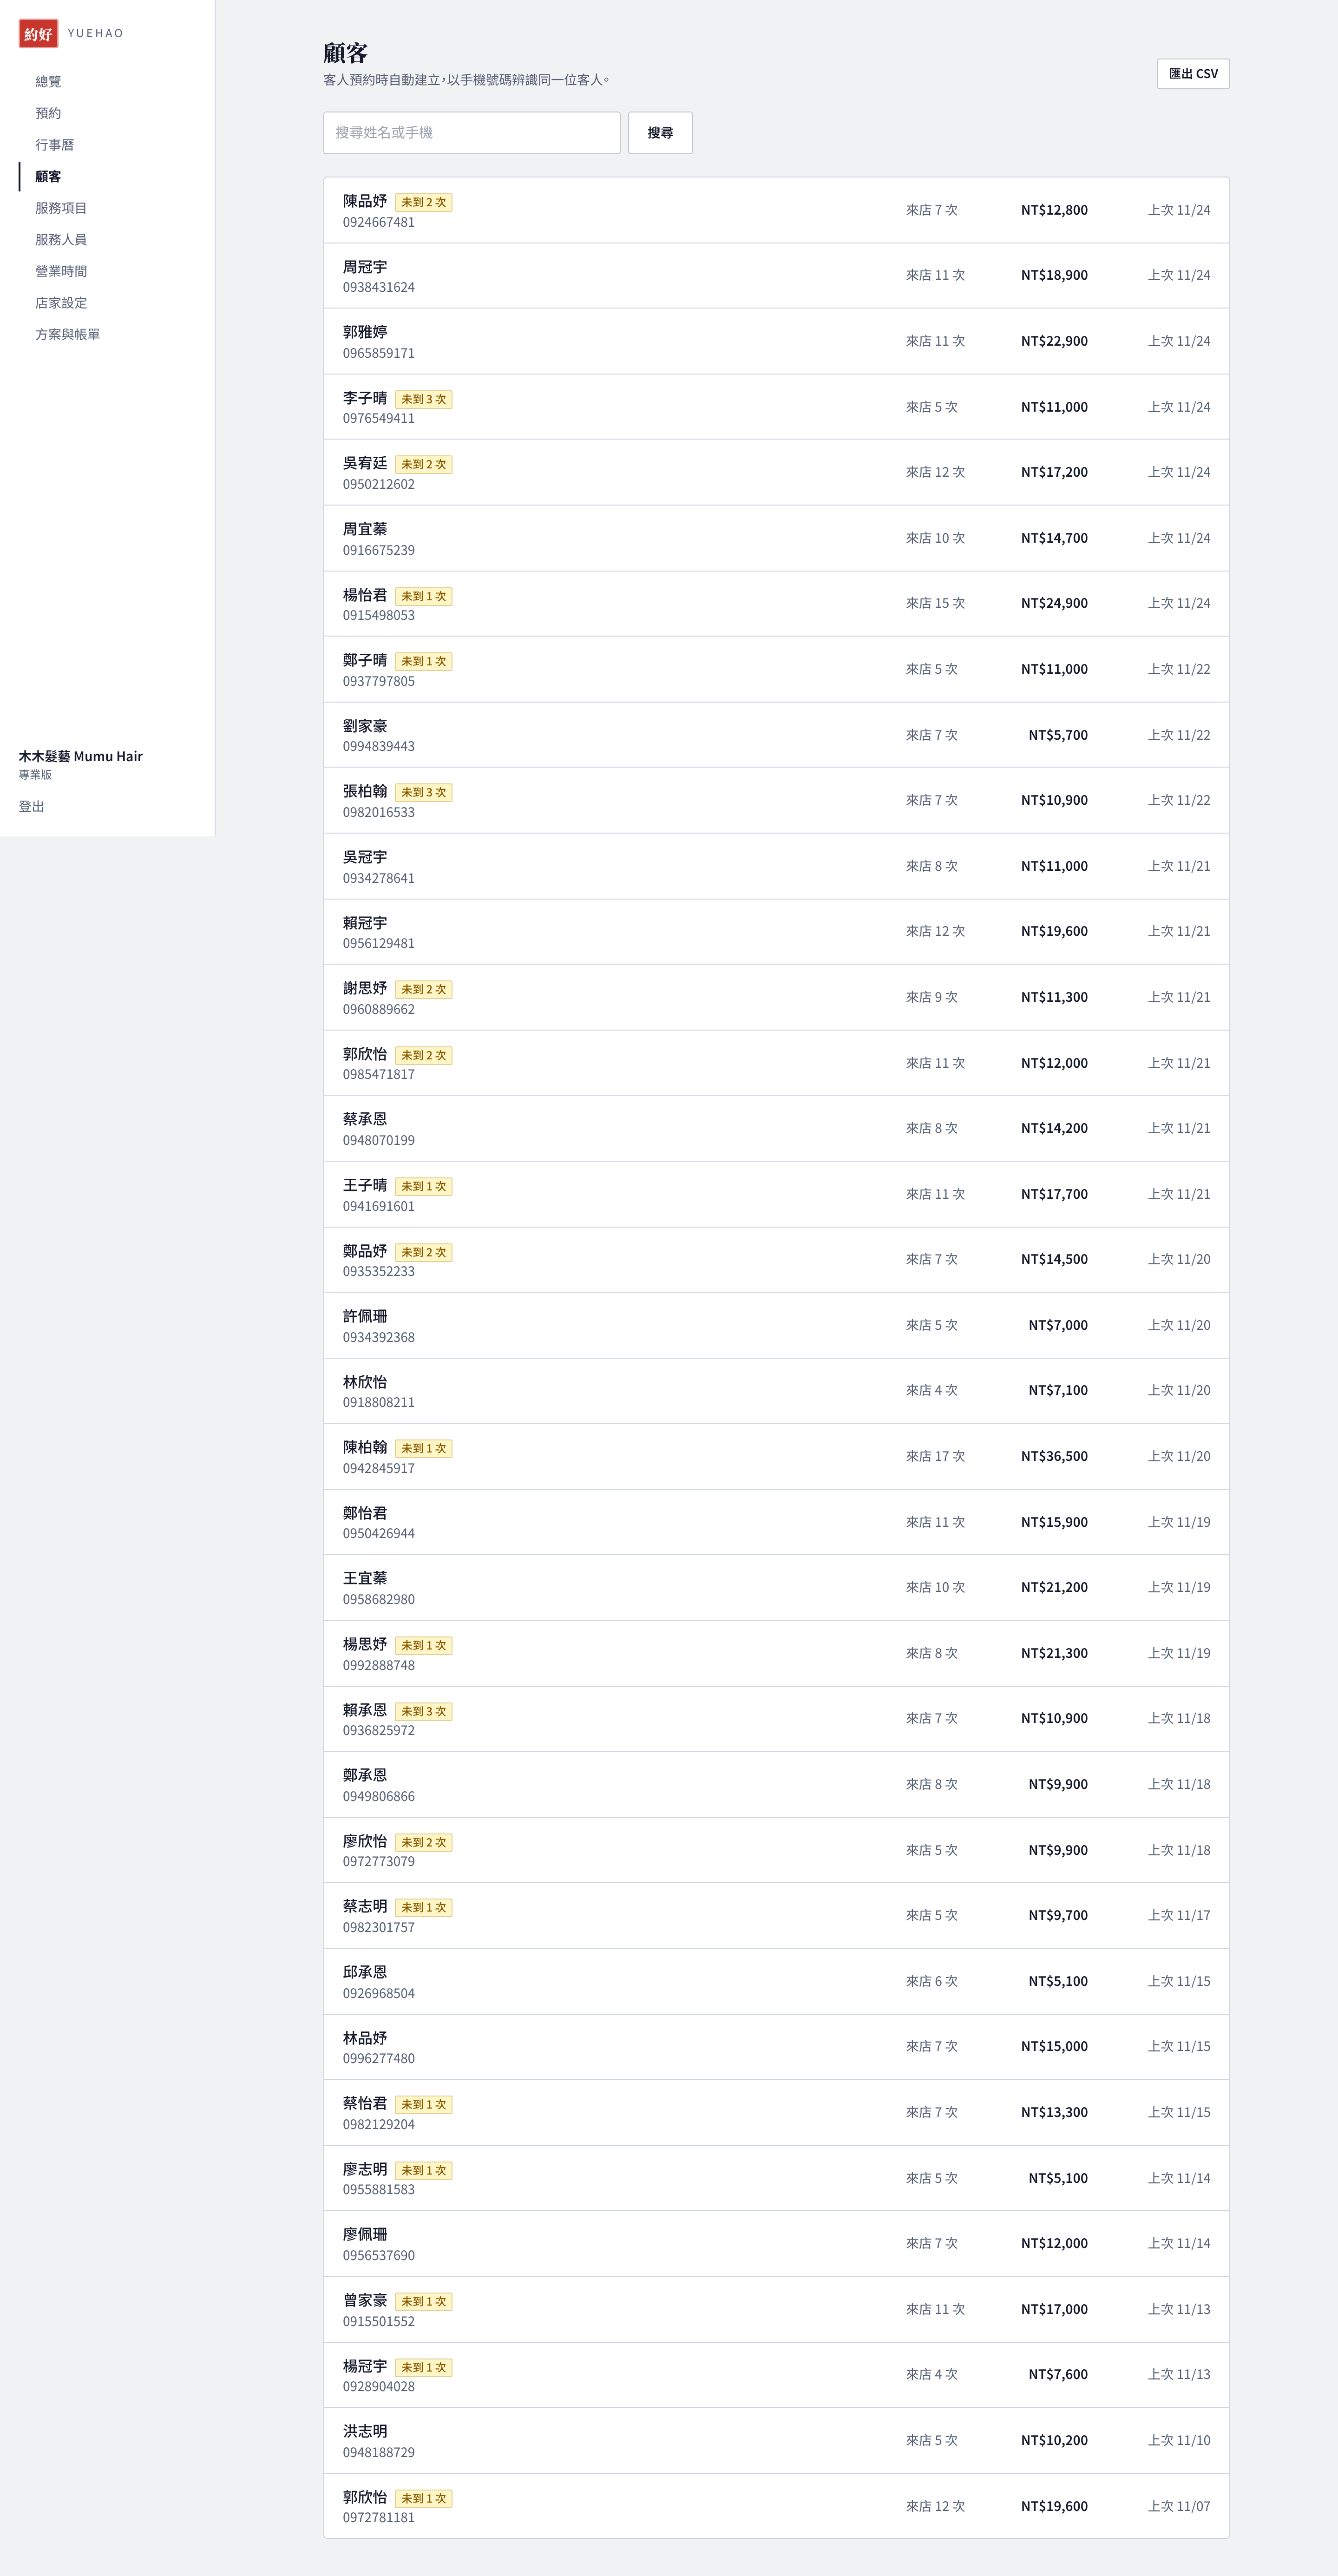 約好 YUEHAO
總覽
預約
行事曆
顧客
服務項目
服務人員
營業時間
店家設定
方案與帳單
木木髮藝 Mumu Hair
專業版
登出
顧客
客人預約時自動建立，以手機號碼辨識同一位客人。
匯出 CSV
搜尋姓名或手機 搜尋
陳品妤 未到 2 次
0924667481
來店 7 次 NT$12,800 上次 11/24
周冠宇
0938431624
來店 11 次 NT$18,900 上次 11/24
郭雅婷
0965859171
來店 11 次 NT$22,900 上次 11/24
李子晴 未到 3 次
0976549411
來店 5 次 NT$11,000 上次 11/24
吳宥廷 未到 2 次
0950212602
來店 12 次 NT$17,200 上次 11/24
周宜蓁
0916675239
來店 10 次 NT$14,700 上次 11/24
楊怡君 未到 1 次
0915498053
來店 15 次 NT$24,900 上次 11/24
鄭子晴 未到 1 次
0937797805
來店 5 次 NT$11,000 上次 11/22
劉家豪
0994839443
來店 7 次 NT$5,700 上次 11/22
張柏翰 未到 3 次
0982016533
來店 7 次 NT$10,900 上次 11/22
吳冠宇
0934278641
來店 8 次 NT$11,000 上次 11/21
賴冠宇
0956129481
來店 12 次 NT$19,600 上次 11/21
謝思妤 未到 2 次
0960889662
來店 9 次 NT$11,300 上次 11/21
郭欣怡 未到 2 次
0985471817
來店 11 次 NT$12,000 上次 11/21
蔡承恩
0948070199
來店 8 次 NT$14,200 上次 11/21
王子晴 未到 1 次
0941691601
來店 11 次 NT$17,700 上次 11/21
鄭品妤 未到 2 次
0935352233
來店 7 次 NT$14,500 上次 11/20
許佩珊
0934392368
來店 5 次 NT$7,000 上次 11/20
林欣怡
0918808211
來店 4 次 NT$7,100 上次 11/20
陳柏翰 未到 1 次
0942845917
來店 17 次 NT$36,500 上次 11/20
鄭怡君
0950426944
來店 11 次 NT$15,900 上次 11/19
王宜蓁
0958682980
來店 10 次 NT$21,200 上次 11/19
楊思妤 未到 1 次
0992888748
來店 8 次 NT$21,300 上次 11/19
賴承恩 未到 3 次
0936825972
來店 7 次 NT$10,900 上次 11/18
鄭承恩
0949806866
來店 8 次 NT$9,900 上次 11/18
廖欣怡 未到 2 次
0972773079
來店 5 次 NT$9,900 上次 11/18
蔡志明 未到 1 次
0982301757
來店 5 次 NT$9,700 上次 11/17
邱承恩
0926968504
來店 6 次 NT$5,100 上次 11/15
林品妤
0996277480
來店 7 次 NT$15,000 上次 11/15
蔡怡君 未到 1 次
0982129204
來店 7 次 NT$13,300 上次 11/15
廖志明 未到 1 次
0955881583
來店 5 次 NT$5,100 上次 11/14
廖佩珊
0956537690
來店 7 次 NT$12,000 上次 11/14
曾家豪 未到 1 次
0915501552
來店 11 次 NT$17,000 上次 11/13
楊冠宇 未到 1 次
0928904028
來店 4 次 NT$7,600 上次 11/13
洪志明
0948188729
來店 5 次 NT$10,200 上次 11/10
郭欣怡 未到 1 次
0972781181
來店 12 次 NT$19,600 上次 11/07